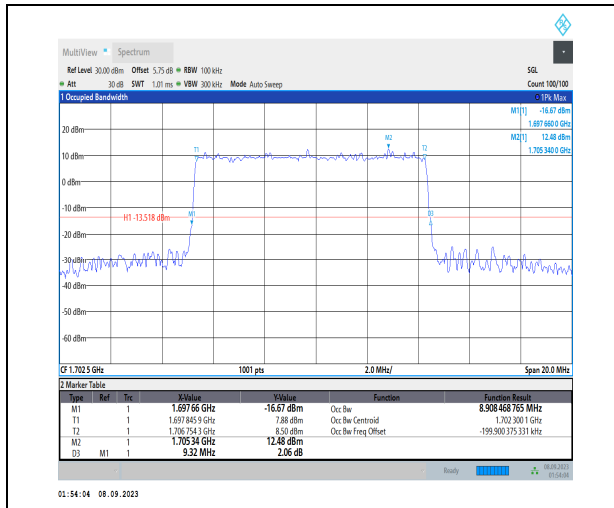 MultiView Spectrum
Ref Level 30.00 dBm Offset 5.75 dB RBW 100 kHz SGL
Att 30 dB SWT 1.01 ms VBW 300 kHz Mode Auto Sweep Count 100/100
1 Occupied Bandwidth 1Pk Max
M1[1] -16.67 dBm
1.697 660 0 GHz
M2[1] 12.48 dBm
1.705 340 0 GHz
20 dBm
M2
T1 T2
10 dBm
0 dBm
-10 dBm
M1 D3
H1 -13.518 dBm
-20 dBm
-30 dBm
-40 dBm
-50 dBm
-60 dBm
CF 1.702 5 GHz 1001 pts 2.0 MHz/ Span 20.0 MHz
2 Marker Table
Type Ref Trc X-Value Y-Value Function Function Result
M1 1 1.697 66 GHz -16.67 dBm Occ Bw 8.908 468 765 MHz
T1 1 1.697 845 9 GHz 7.88 dBm Occ Bw Centroid 1.702 300 1 GHz
T2 1 1.706 754 3 GHz 8.50 dBm Occ Bw Freq Offset -199.900 375 331 kHz
M2 1 1.705 34 GHz 12.48 dBm
D3 M1 1 9.32 MHz 2.06 dB
Ready 08.09.2023
01:54:04
01:54:04 08.09.2023